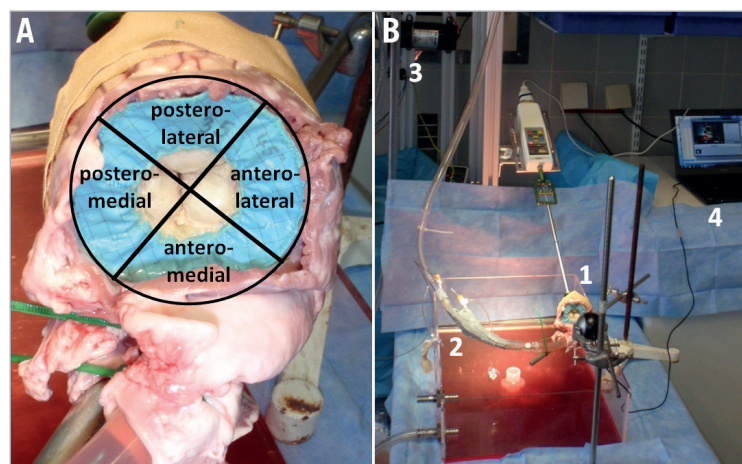 A
postero-
lateral
postero-
medial
antero-
lateral
antero-
medial
B
3
4
1
2